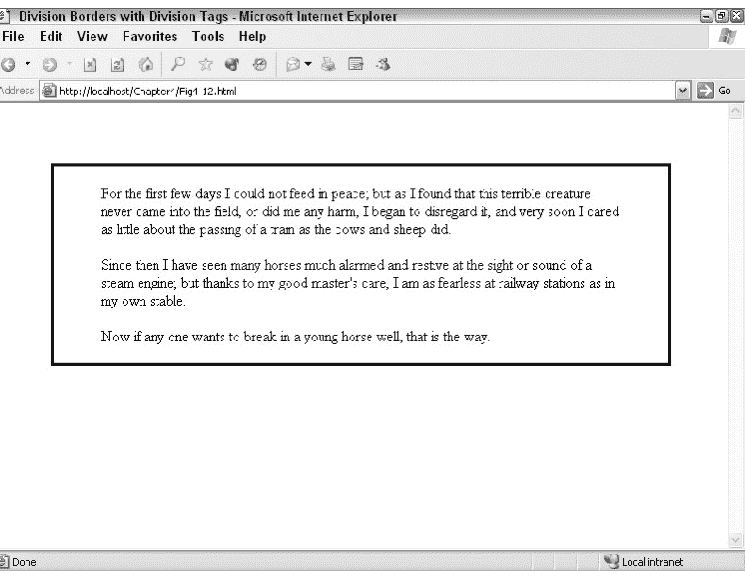 Division Borders with Division Tags - Microsoft Internet Explorer
File Edit View Favorites Tools Help
Address http://localhost/Chapter4/Fig4-12.html Go
For the first few days I could not feed in peace; but as I found that this terrible creature
never came into the field, or did me any harm, I began to disregard it, and very soon I cared
as little about the passing of a train as the cows and sheep did.
Since then I have seen many horses much alarmed and restive at the sight or sound of a
steam engine; but thanks to my good master's care, I am as fearless at railway stations as in
my own stable.
Now if any one wants to break in a young horse well, that is the way.
Done Local intranet